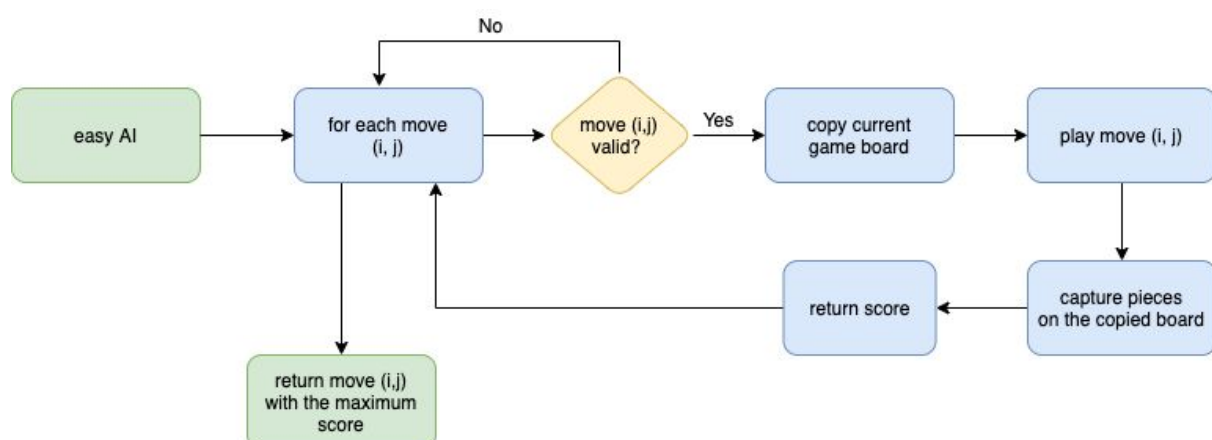 No
easy AI
for each move
(i, j)
move (i,j)
valid?
Yes
copy current
game board
play move (i, j)
return score
capture pieces
on the copied board
return move (i,j)
with the maximum
score